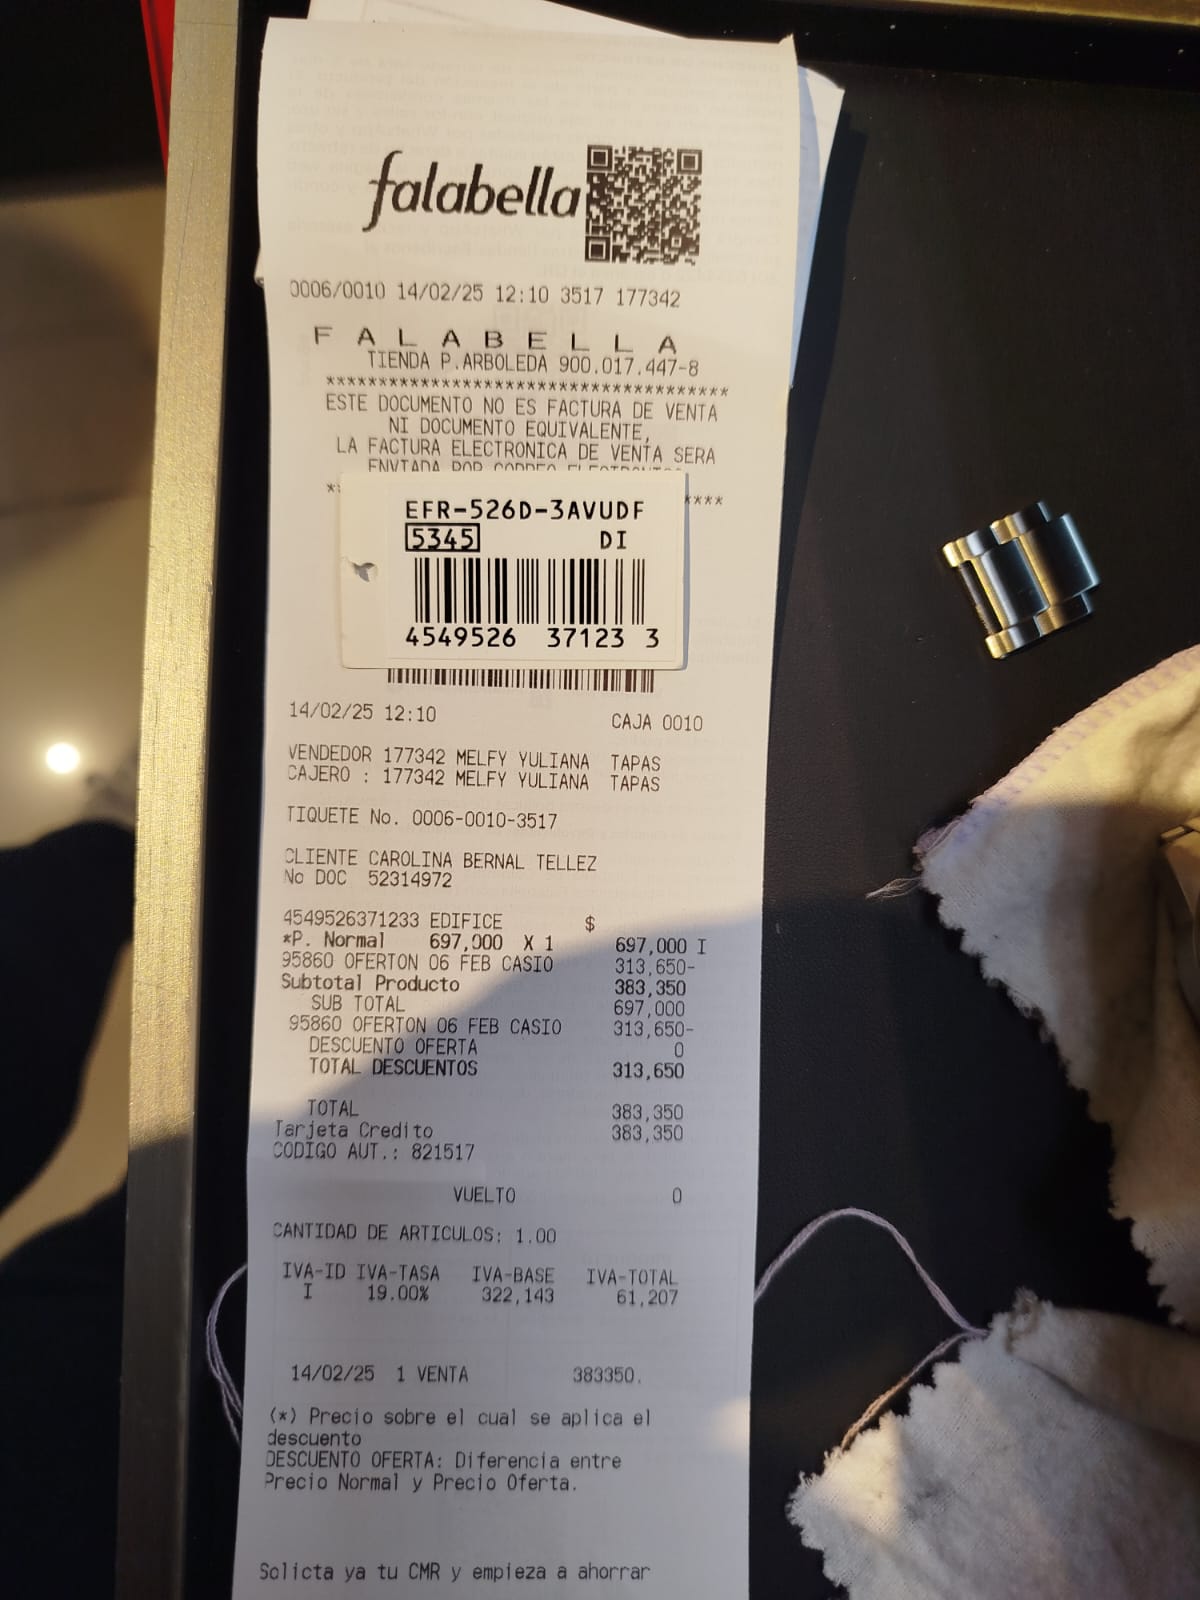 falabella
0006/0010 14/02/25 12:10 3517 177342
F A L A B E L L A
TIENDA P.ARBOLEDA 900.017.447-8
************************************
ESTE DOCUMENTO NO ES FACTURA DE VENTA
NI DOCUMENTO EQUIVALENTE,
LA FACTURA ELECTRONICA DE VENTA SERA
ENVIADA POR CORREO ELECTRONICO
EFR-526D-3AVUDF
5345 DI
4549526 37123 3
14/02/25 12:10 CAJA 0010
VENDEDOR 177342 MELFY YULIANA TAPAS
CAJERO : 177342 MELFY YULIANA TAPAS
TIQUETE No. 0006-0010-3517
CLIENTE CAROLINA BERNAL TELLEZ
No DOC 52314972
4549526371233 EDIFICE $
*P. Normal 697,000 X 1 697,000 I
95860 OFERTON 06 FEB CASIO 313,650-
Subtotal Producto 383,350
SUB TOTAL 697,000
95860 OFERTON 06 FEB CASIO 313,650-
DESCUENTO OFERTA 0
TOTAL DESCUENTOS 313,650
TOTAL 383,350
Tarjeta Credito 383,350
CODIGO AUT.: 821517
VUELTO 0
CANTIDAD DE ARTICULOS: 1.00
IVA-ID IVA-TASA IVA-BASE IVA-TOTAL
I 19.00% 322,143 61,207
14/02/25 1 VENTA 383350.
(*) Precio sobre el cual se aplica el
descuento
DESCUENTO OFERTA: Diferencia entre
Precio Normal y Precio Oferta.
Solicta ya tu CMR y empieza a ahorrar